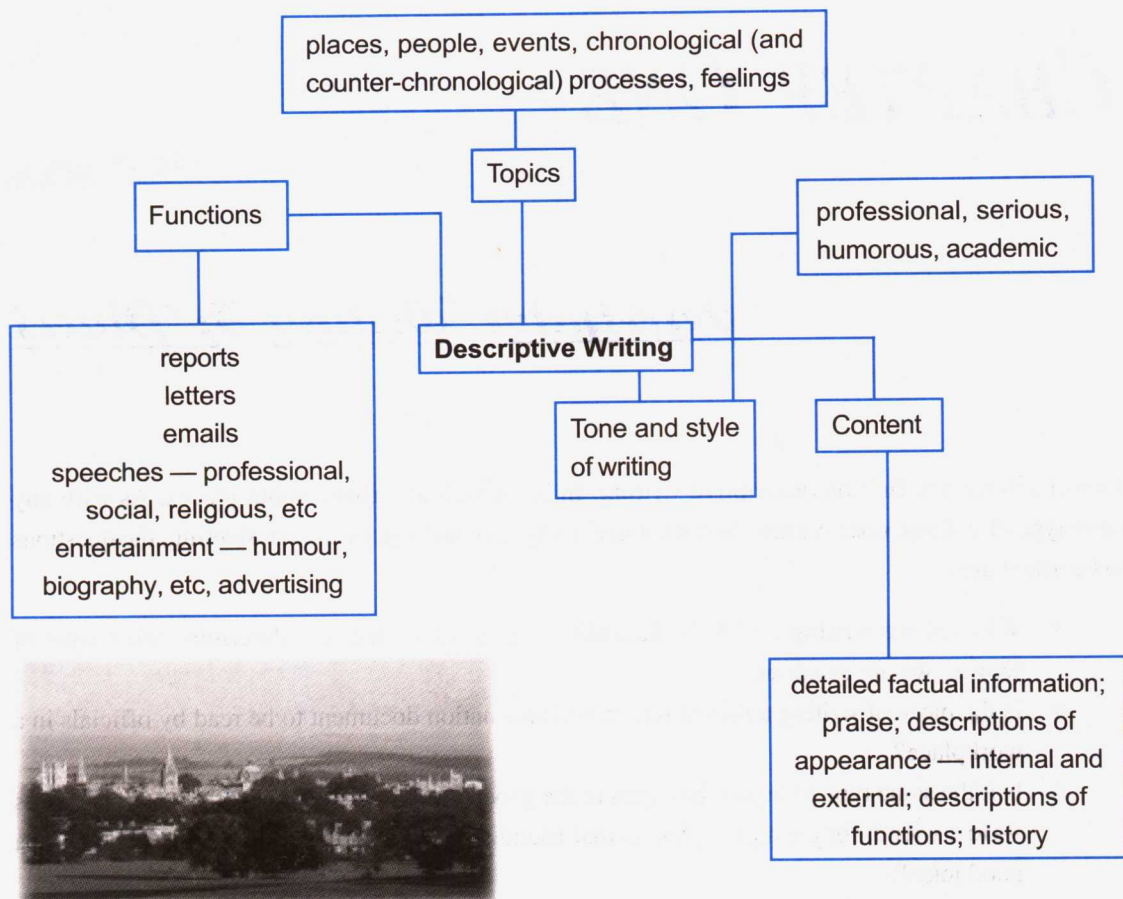 places, people, events, chronological (and
counter-chronological) processes, feelings
Topics
Functions
professional, serious,
humorous, academic
Descriptive Writing
reports
letters
emails
speeches — professional,
social, religious, etc
entertainment — humour,
biography, etc, advertising
Tone and style
of writing
Content
detailed factual information;
praise; descriptions of
appearance — internal and
external; descriptions of
functions; history